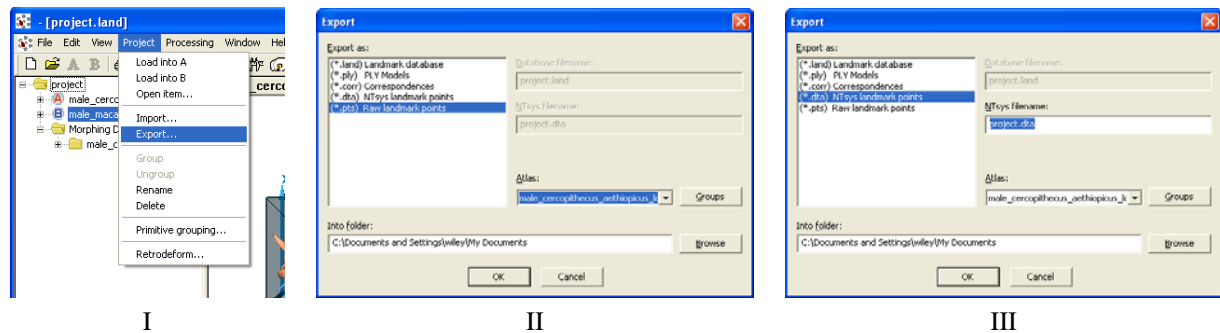 - [project.land]
File Edit View Project Processing Window Hel
A B
project
male_cerco
male_maca
Morphing D
male_c
_cerco
Load into A
Load into B
Open item...
Import...
Export...
Group
Ungroup
Rename
Delete
Primitive grouping...
Retrodeform...
I
Export
Export as:
(*.land) Landmark database
(*.ply) PLY Models
(*.corr) Correspondences
(*.dta) NTsys landmark points
(*.pts) Raw landmark points
Database filename:
project.land
NTsys filename:
project.dta
Atlas:
male_cercopithecus_aethiopicus_k
Groups
Into folder:
C:\Documents and Settings\wiley\My Documents
Browse
OK Cancel
II
Export
Export as:
(*.land) Landmark database
(*.ply) PLY Models
(*.corr) Correspondences
(*.dta) NTsys landmark points
(*.pts) Raw landmark points
Database filename:
project.land
NTsys filename:
project.dta
Atlas:
male_cercopithecus_aethiopicus_k
Groups
Into folder:
C:\Documents and Settings\wiley\My Documents
Browse
OK Cancel
III